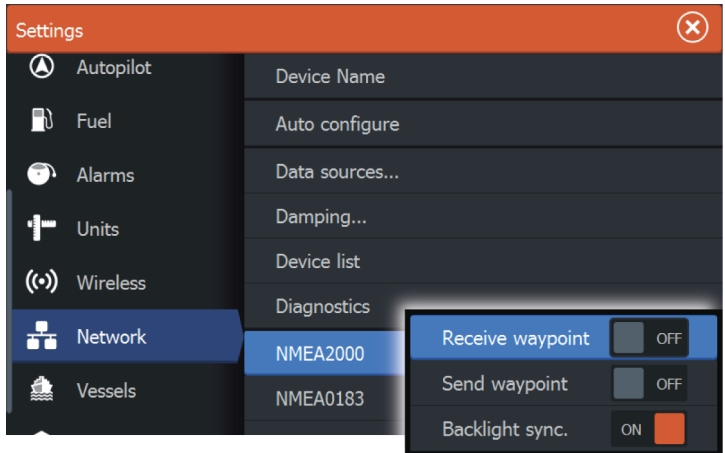 Settings
Autopilot
Fuel
Alarms
Units
Wireless
Network
Vessels
Device Name
Auto configure
Data sources...
Damping...
Device list
Diagnostics
NMEA2000
NMEA0183
Receive waypoint OFF
Send waypoint OFF
Backlight sync. ON